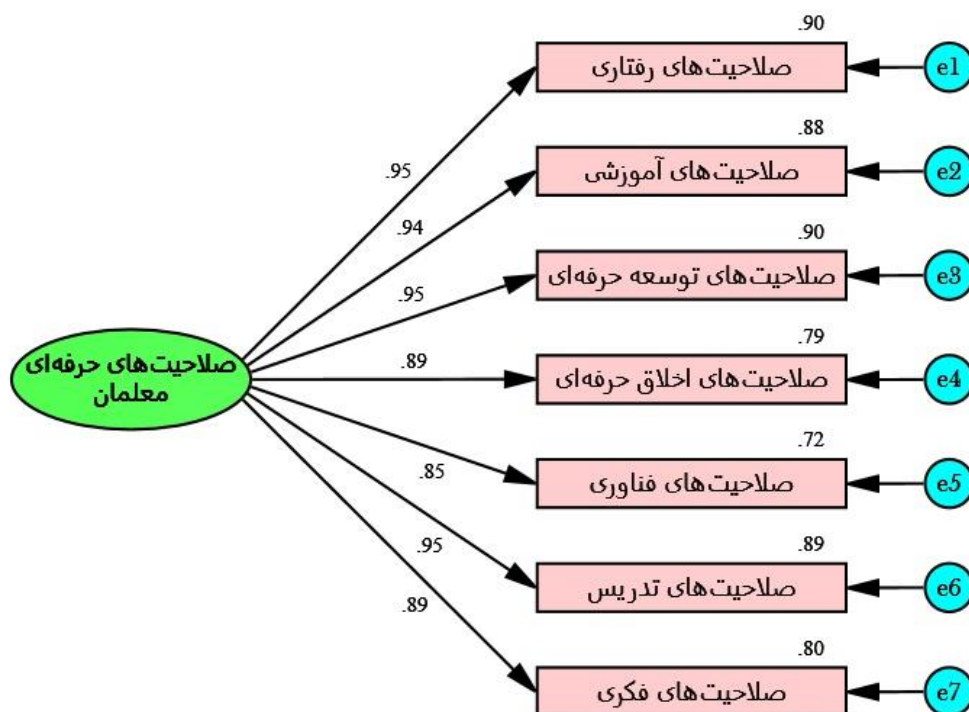 .90
صلاحیت‌های رفتاری
e1
.88
صلاحیت‌های آموزشی
e2
.95
.94
.90
صلاحیت‌های توسعه حرفه‌ای
e3
.95
صلاحیت‌های حرفه‌ای
معلمان
.89
.79
صلاحیت‌های اخلاق حرفه‌ای
e4
.72
صلاحیت‌های فناوری
e5
.85
.95
.89
صلاحیت‌های تدریس
e6
.89
.80
صلاحیت‌های فکری
e7